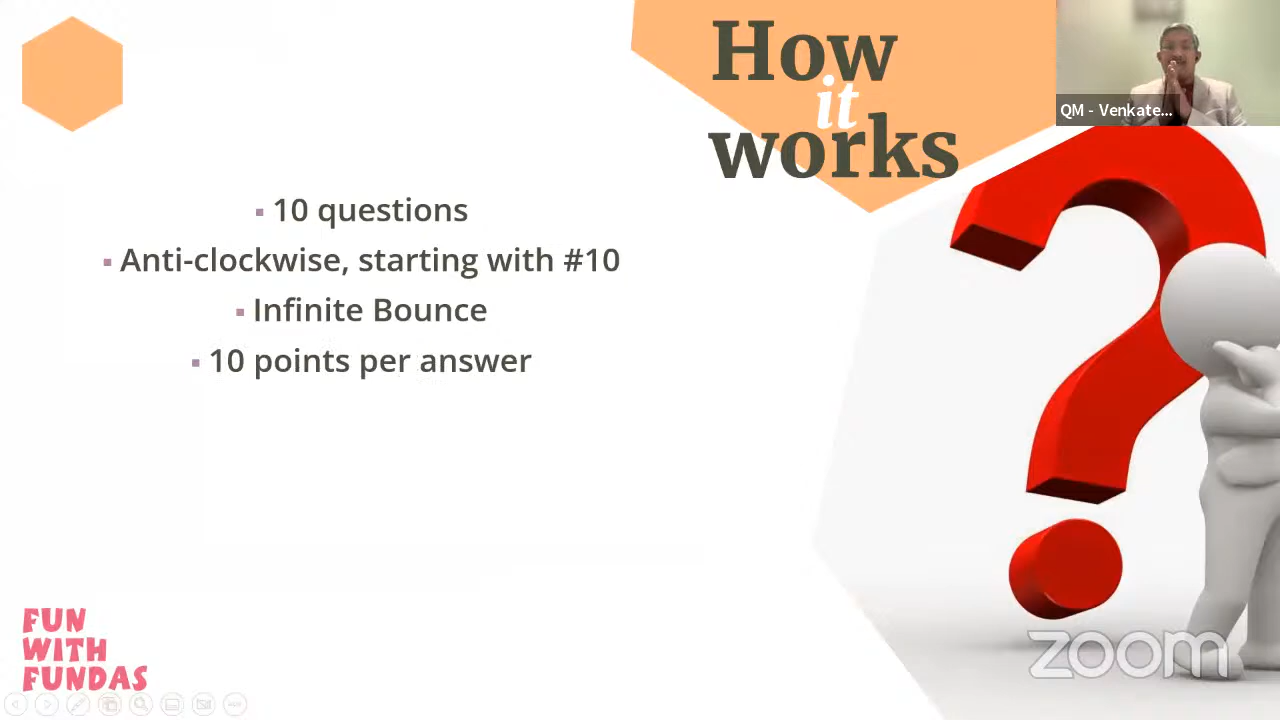 How
it
works
QM - Venkate...
10 questions
Anti-clockwise, starting with #10
Infinite Bounce
10 points per answer
FUN
WITH
FUNDAS
zoom